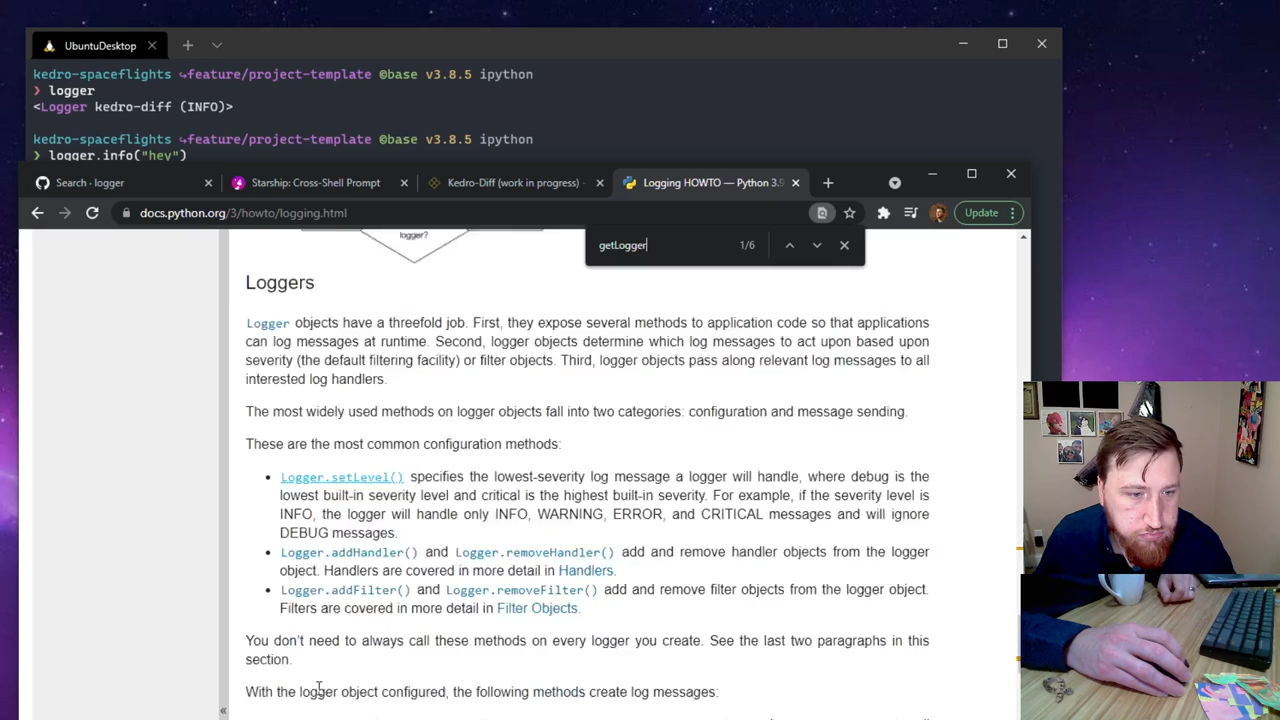 UbuntuDesktop
kedro-spaceflights feature/project-template ©base v3.8.5 ipython
❯ logger
<Logger kedro-diff (INFO)>
kedro-spaceflights feature/project-template ©base v3.8.5 ipython
❯ logger.info("hey")
Search · logger
Starship: Cross-Shell Prompt
Kedro-Diff (work in progress) -
Logging HOWTO — Python 3.9
docs.python.org/3/howto/logging.html
Update
getLogger 1/6
logger?
Loggers
Logger objects have a threefold job. First, they expose several methods to application code so that applications
can log messages at runtime. Second, logger objects determine which log messages to act upon based upon
severity (the default filtering facility) or filter objects. Third, logger objects pass along relevant log messages to all
interested log handlers.
The most widely used methods on logger objects fall into two categories: configuration and message sending.
These are the most common configuration methods:
• Logger.setLevel() specifies the lowest-severity log message a logger will handle, where debug is the
lowest built-in severity level and critical is the highest built-in severity. For example, if the severity level is
INFO, the logger will handle only INFO, WARNING, ERROR, and CRITICAL messages and will ignore
DEBUG messages.
• Logger.addHandler() and Logger.removeHandler() add and remove handler objects from the logger
object. Handlers are covered in more detail in Handlers.
• Logger.addFilter() and Logger.removeFilter() add and remove filter objects from the logger object.
Filters are covered in more detail in Filter Objects.
You don't need to always call these methods on every logger you create. See the last two paragraphs in this
section.
With the logger object configured, the following methods create log messages:
«